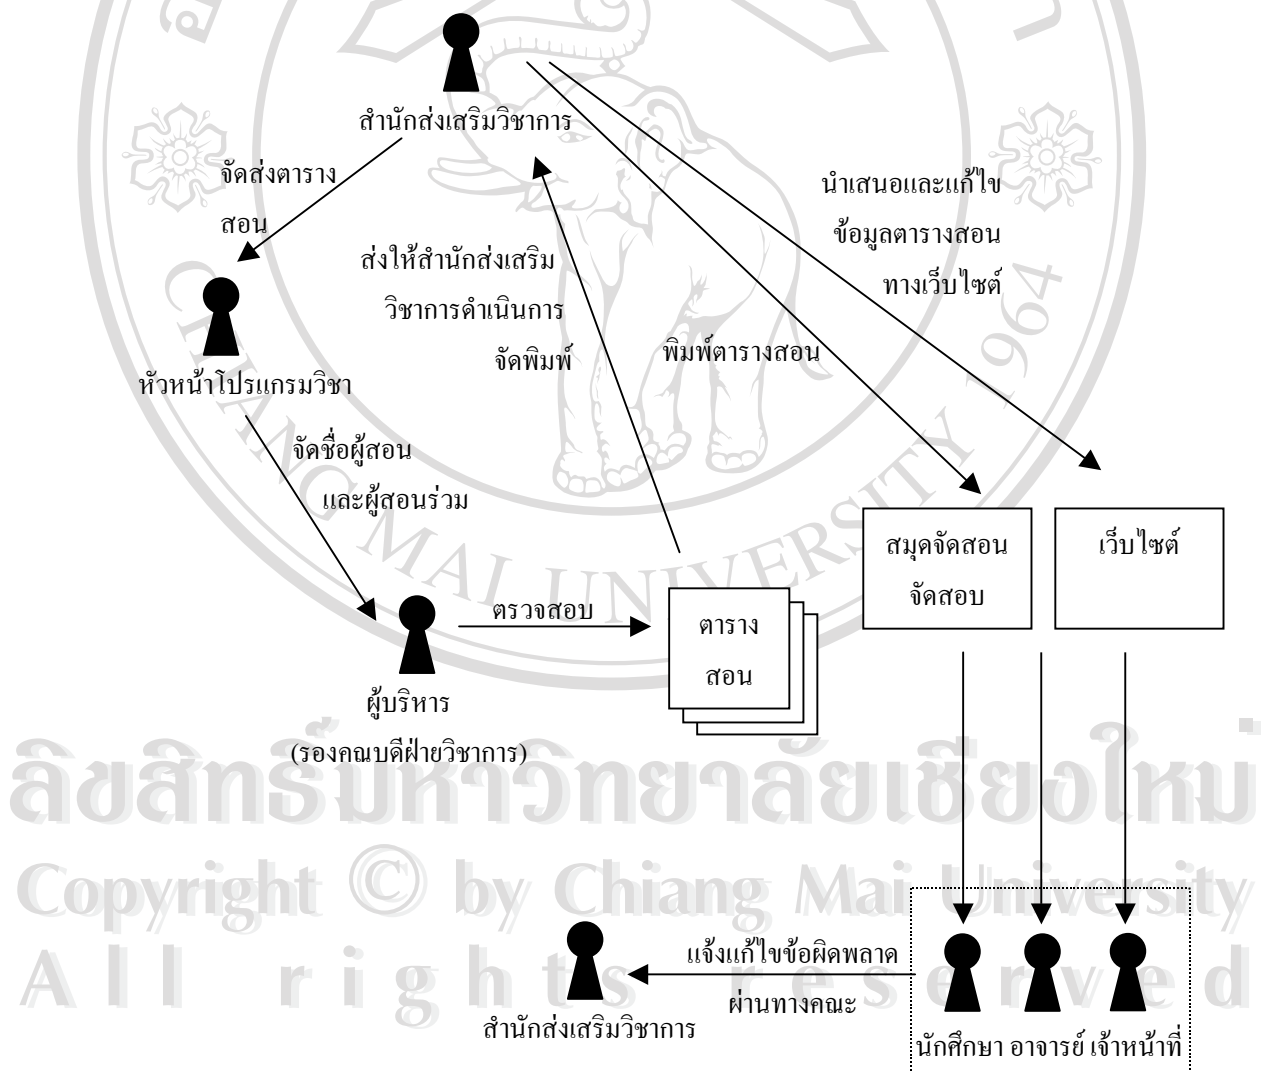 สำนักส่งเสริมวิชาการ
จัดส่งตาราง
สอน
นำเสนอและแก้ไข
ข้อมูลตารางสอน
ทางเว็บไซต์
ส่งให้สำนักส่งเสริม
วิชาการดำเนินการ
จัดพิมพ์
พิมพ์ตารางสอน
หัวหน้าโปรแกรมวิชา
จัดชื่อผู้สอน
และผู้สอนร่วม
สมุดจัดสอน
จัดสอบ
เว็บไซต์
ตรวจสอบ
ตาราง
สอน
ผู้บริหาร
(รองคณบดีฝ่ายวิชาการ)
CHIANG MAI UNIVERSITY 1964
ลิขสิทธิ์มหาวิทยาลัยเชียงใหม่
Copyright © by Chiang Mai University
All rights reserved
แจ้งแก้ไขข้อผิดพลาด
ผ่านทางคณะ
สำนักส่งเสริมวิชาการ
นักศึกษา อาจารย์ เจ้าหน้าที่